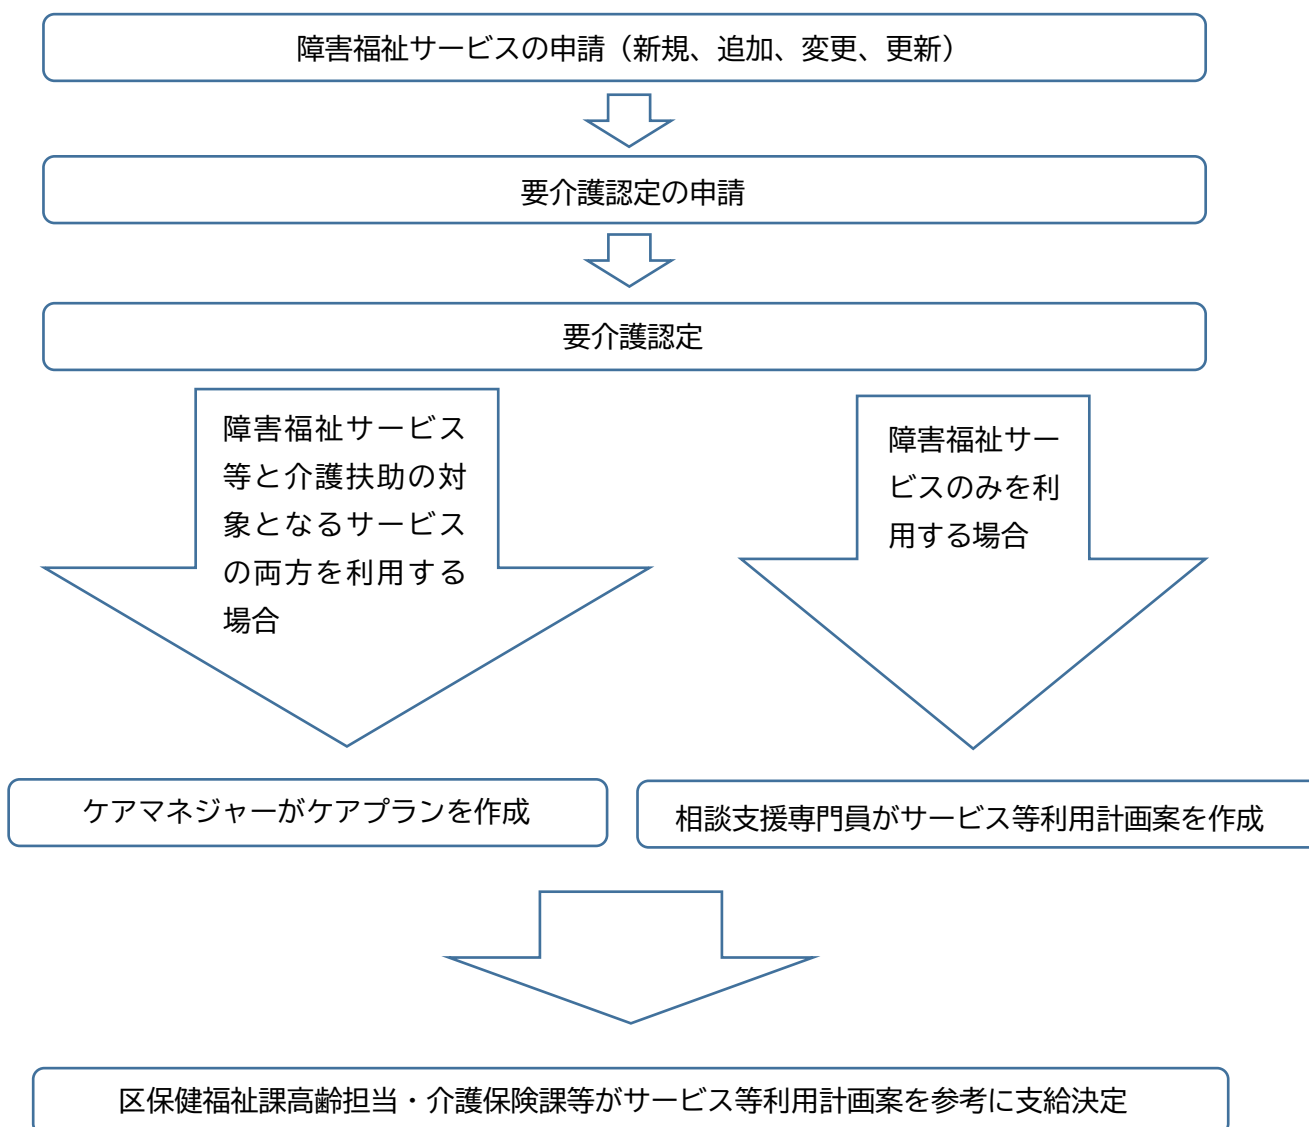 障害福祉サービスの申請（新規、追加、変更、更新）
要介護認定の申請
要介護認定
障害福祉サービス
等と介護扶助の対
象となるサービス
の両方を利用する
場合
障害福祉サー
ビスのみを利
用する場合
ケアマネジャーがケアプランを作成
相談支援専門員がサービス等利用計画案を作成
区保健福祉課高齢担当・介護保険課等がサービス等利用計画案を参考に支給決定